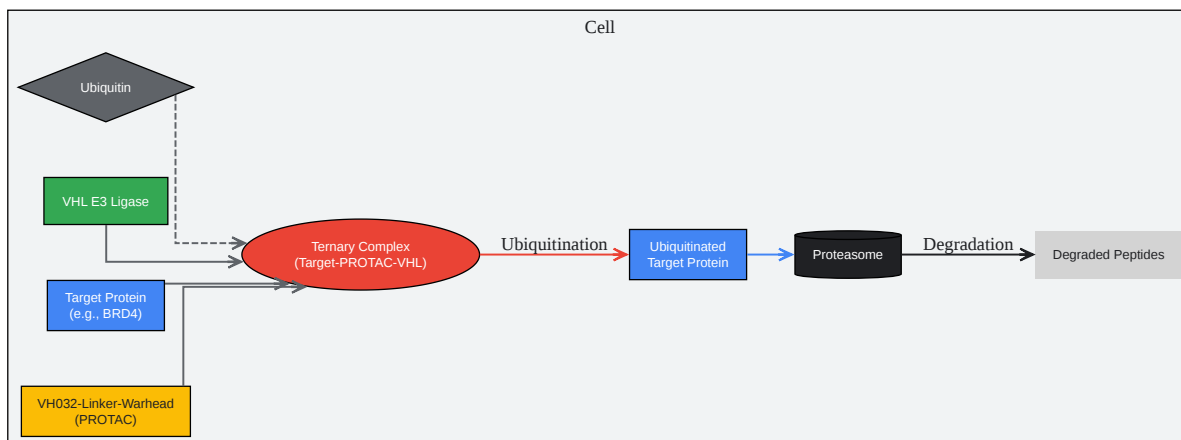 Cell
Ubiquitin
VHL E3 Ligase
Target Protein
(e.g., BRD4)
VH032-Linker-Warhead
(PROTAC)
Ternary Complex
(Target-PROTAC-VHL)
Ubiquitination
Ubiquitinated
Target Protein
Proteasome
Degradation
Degraded Peptides